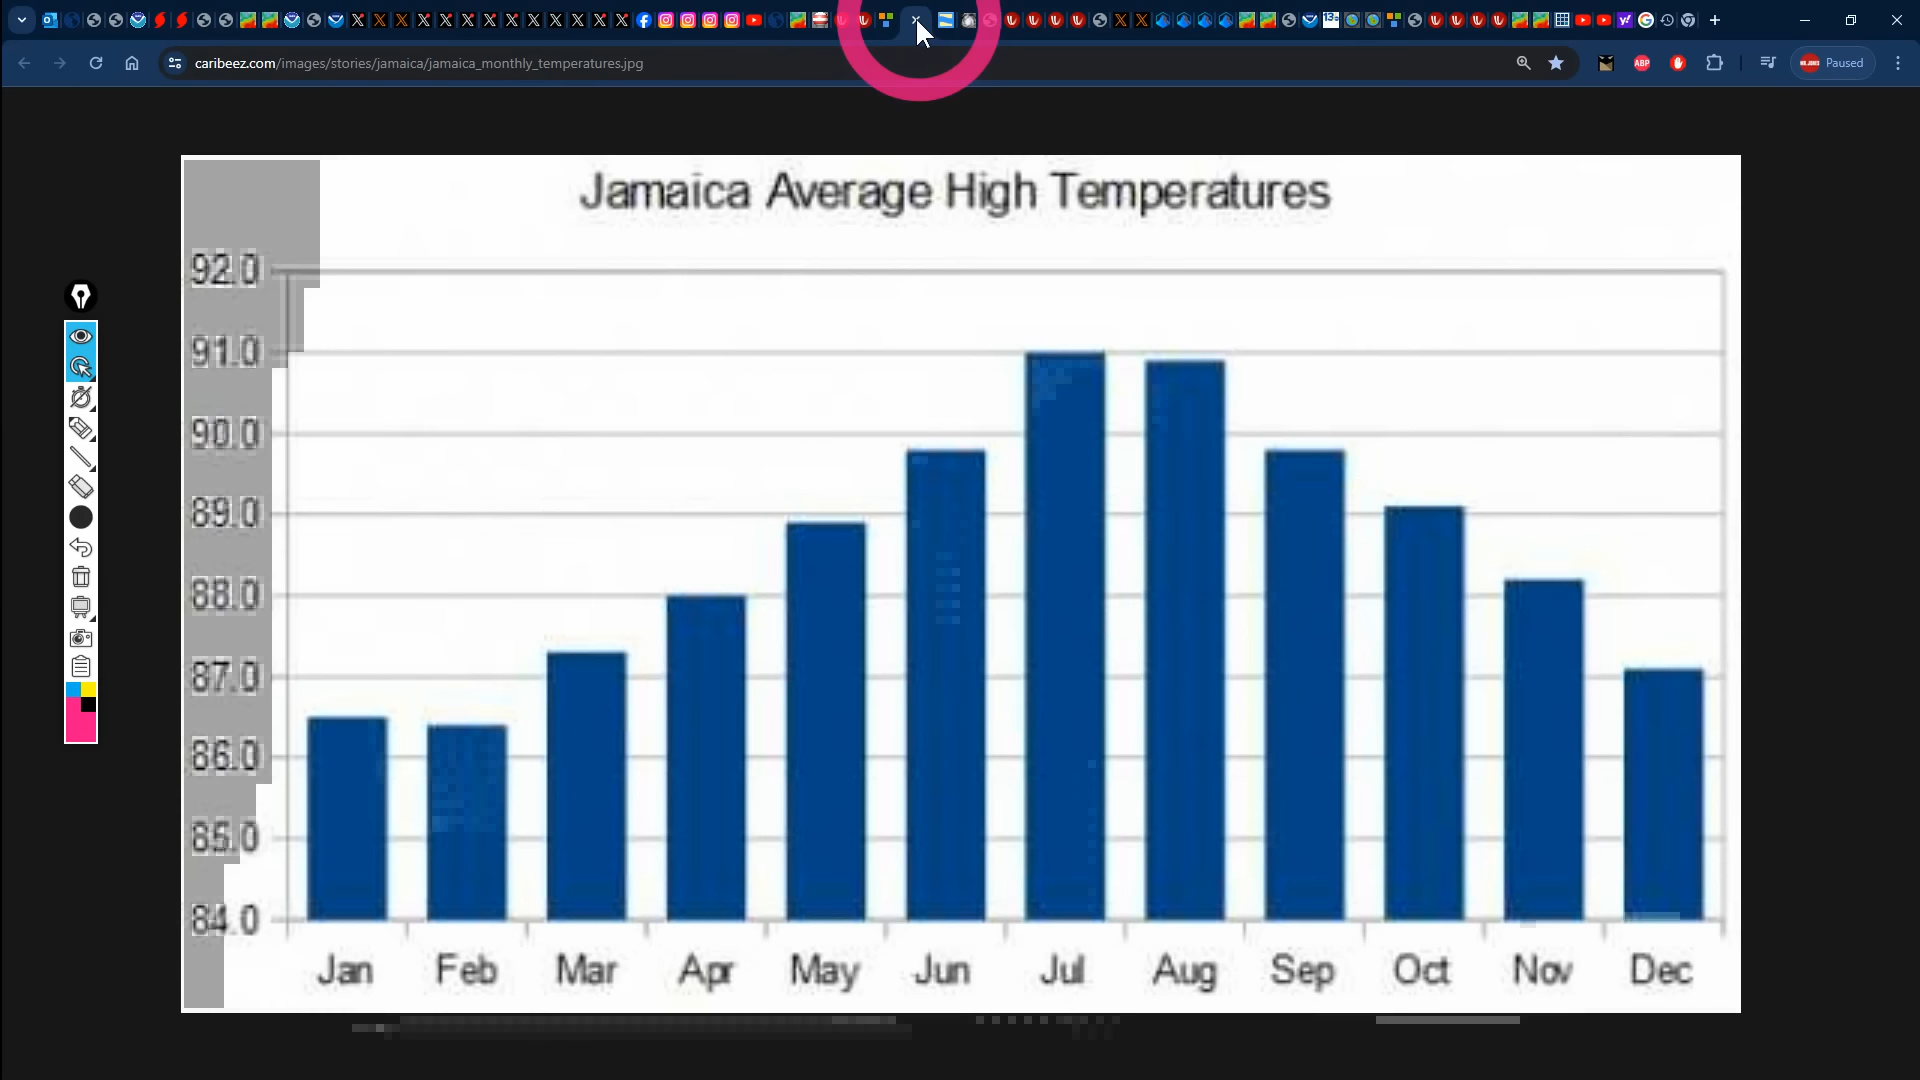 13
caribeez.com/images/stories/jamaica/jamaica_monthly_temperatures.jpg
ABP
Paused
Jamaica Average High Temperatures
92.0
91.0
90.0
89.0
88.0
87.0
86.0
85.0
84.0
Jan Feb Mar Apr May Jun Jul Aug Sep Oct Nov Dec